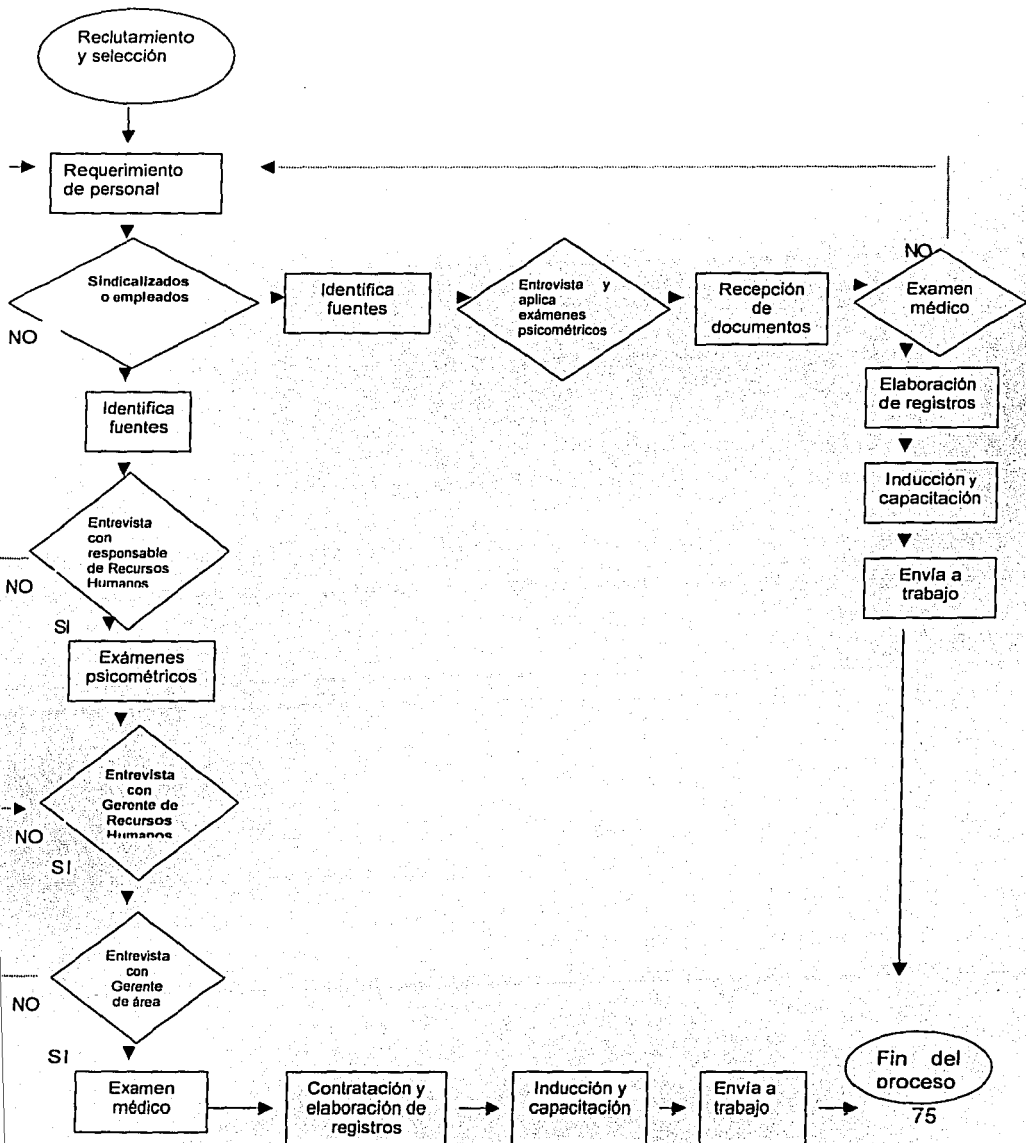 Reclutamiento
y selección
Requerimiento
de personal
Sindicalizados
o empleados
NO
Identifica
fuentes
Entrevista y
aplica
exámenes
psicométricos
Recepción
de
documentos
NO
Examen
médico
Elaboración
de registros
Inducción y
capacitación
Envía a
trabajo
Identifica
fuentes
Entrevista
con
responsable
de Recursos
Humanos
NO
SI
Exámenes
psicométricos
Entrevista
con
Gerente de
Recursos
Humanos
NO
SI
Entrevista
con
Gerente
de área
NO
SI
Examen
médico
Contratación y
elaboración de
registros
Inducción y
capacitación
Envía a
trabajo
Fin del
proceso
75